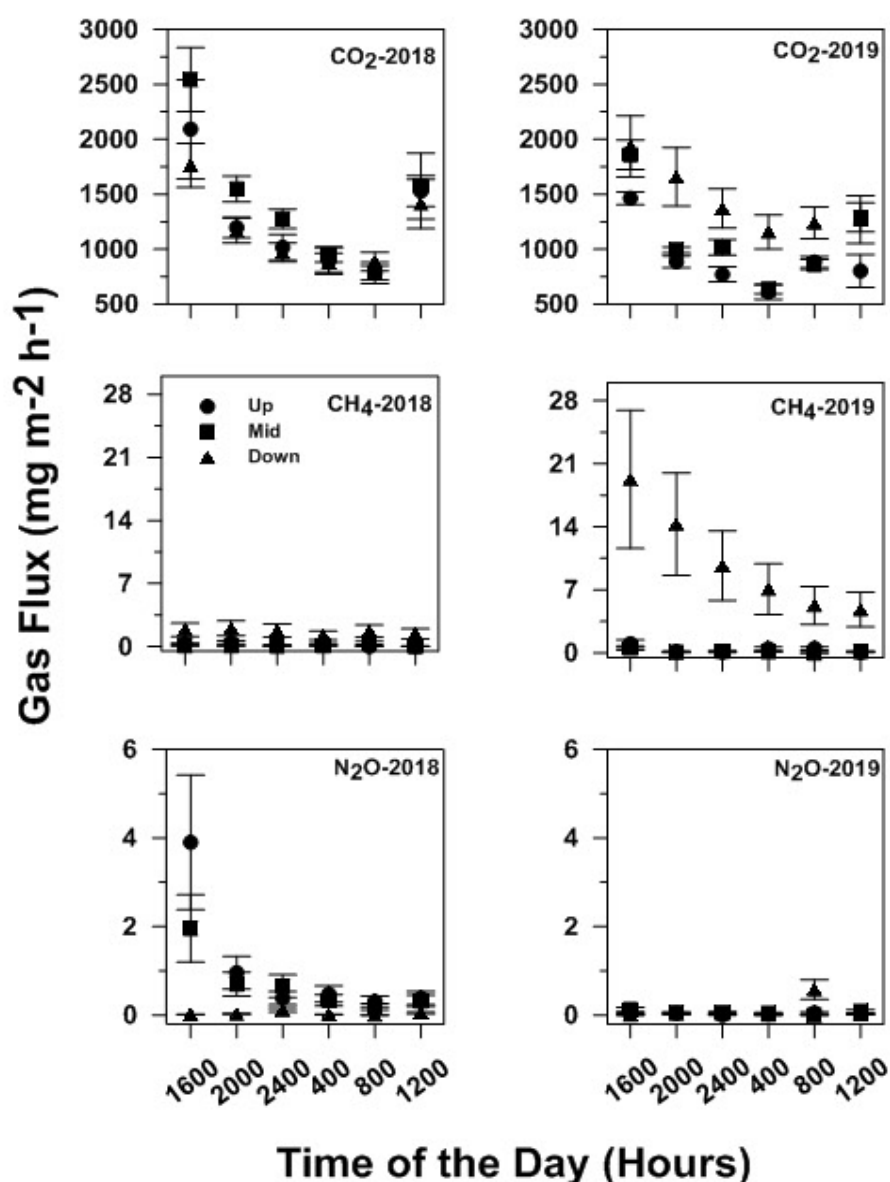 Gas Flux (mg m-2 h-1)
CO2-2018
3000
2500
2000
1500
1000
500
CO2-2019
3000
2500
2000
1500
1000
500
CH4-2018
28
21
14
7
0
Up
Mid
Down
CH4-2019
28
21
14
7
0
N2O-2018
6
4
2
0
1600 2000 2400 400 800 1200
N2O-2019
6
4
2
0
1600 2000 2400 400 800 1200
Time of the Day (Hours)